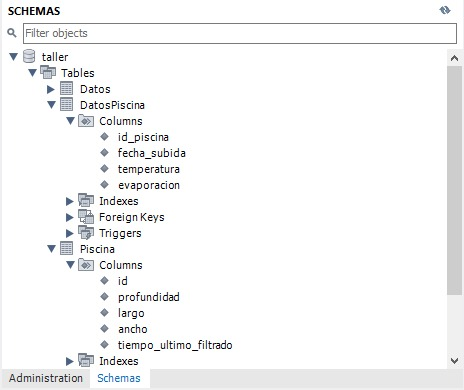 SCHEMAS
Filter objects
taller
Tables
Datos
DatosPiscina
Columns
id_piscina
fecha_subida
temperatura
evaporacion
Indexes
Foreign Keys
Triggers
Piscina
Columns
id
profundidad
largo
ancho
tiempo_ultimo_filtrado
Indexes
Administration Schemas